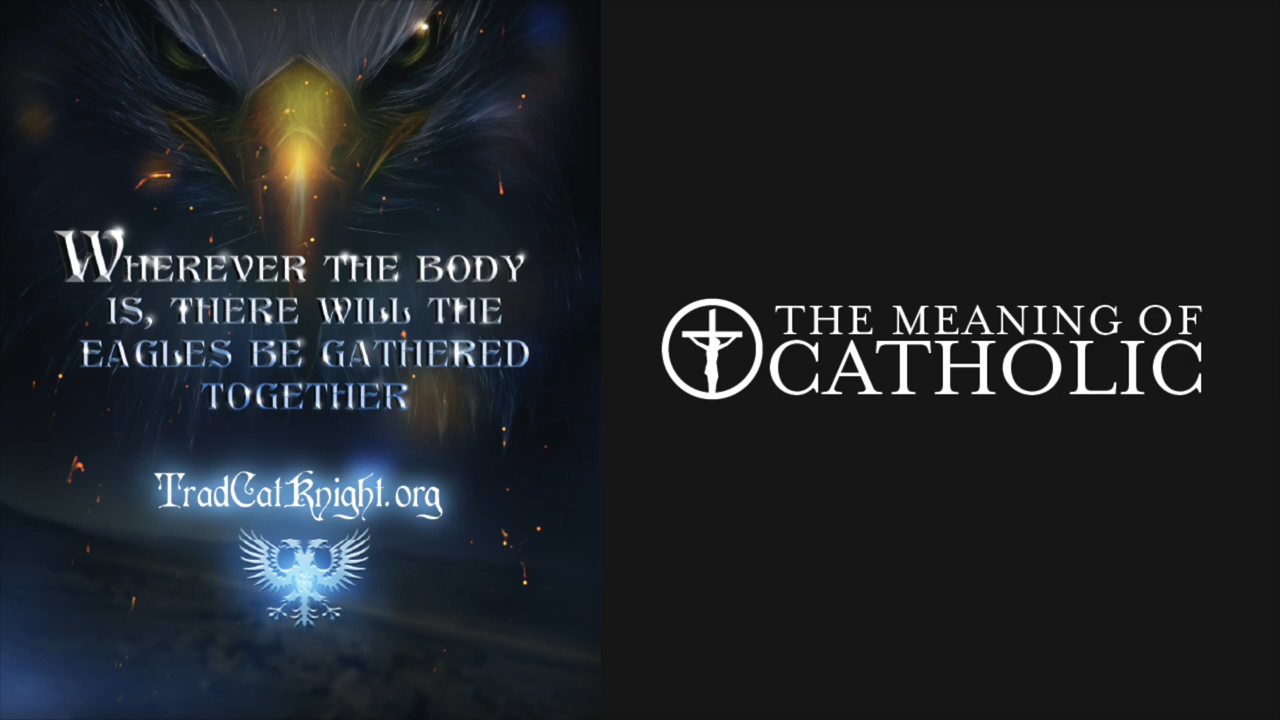 Wherever the body
is, there will the
eagles be gathered
together
TradCatKnight.org
THE MEANING OF
CATHOLIC